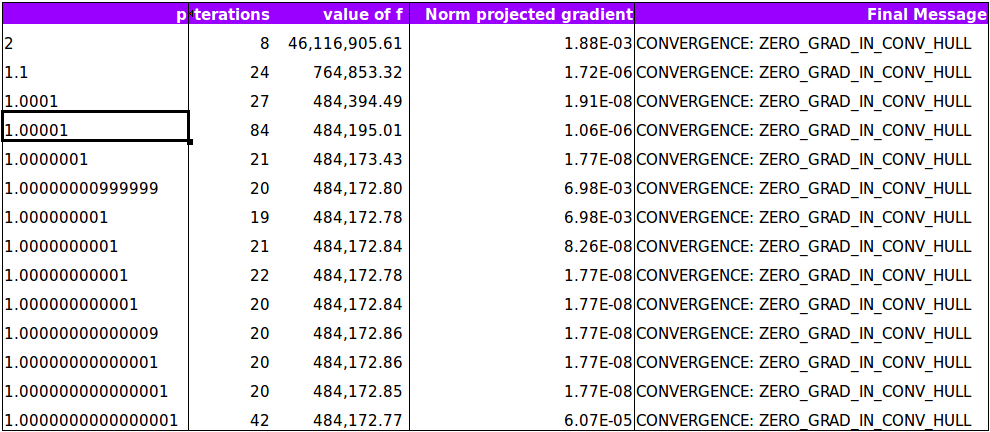 p iterations value of f Norm projected gradient Final Message
2 8 46,116,905.61 1.88E-03 CONVERGENCE: ZERO_GRAD_IN_CONV_HULL
1.1 24 764,853.32 1.72E-06 CONVERGENCE: ZERO_GRAD_IN_CONV_HULL
1.0001 27 484,394.49 1.91E-08 CONVERGENCE: ZERO_GRAD_IN_CONV_HULL
1.00001 84 484,195.01 1.06E-06 CONVERGENCE: ZERO_GRAD_IN_CONV_HULL
1.0000001 21 484,173.43 1.77E-08 CONVERGENCE: ZERO_GRAD_IN_CONV_HULL
1.00000000999999 20 484,172.80 6.98E-03 CONVERGENCE: ZERO_GRAD_IN_CONV_HULL
1.000000001 19 484,172.78 6.98E-03 CONVERGENCE: ZERO_GRAD_IN_CONV_HULL
1.0000000001 21 484,172.84 8.26E-08 CONVERGENCE: ZERO_GRAD_IN_CONV_HULL
1.00000000001 22 484,172.78 1.77E-08 CONVERGENCE: ZERO_GRAD_IN_CONV_HULL
1.000000000001 20 484,172.84 1.77E-08 CONVERGENCE: ZERO_GRAD_IN_CONV_HULL
1.00000000000009 20 484,172.86 1.77E-08 CONVERGENCE: ZERO_GRAD_IN_CONV_HULL
1.00000000000001 20 484,172.86 1.77E-08 CONVERGENCE: ZERO_GRAD_IN_CONV_HULL
1.000000000000001 20 484,172.85 1.77E-08 CONVERGENCE: ZERO_GRAD_IN_CONV_HULL
1.0000000000000001 42 484,172.77 6.07E-05 CONVERGENCE: ZERO_GRAD_IN_CONV_HULL